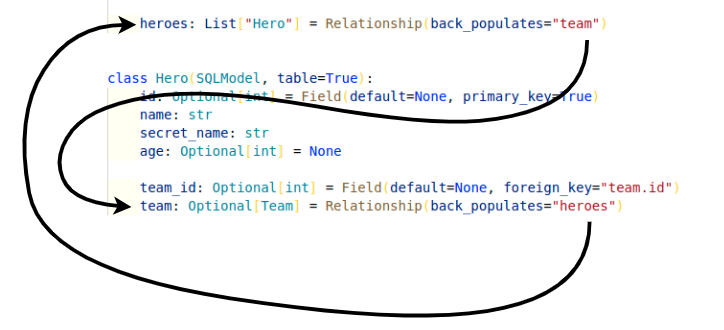 heroes: List["Hero"] = Relationship(back_populates="team")
class Hero(SQLModel, table=True):
id: Optional[int] = Field(default=None, primary_key=True)
name: str
secret_name: str
age: Optional[int] = None
team_id: Optional[int] = Field(default=None, foreign_key="team.id")
team: Optional[Team] = Relationship(back_populates="heroes")